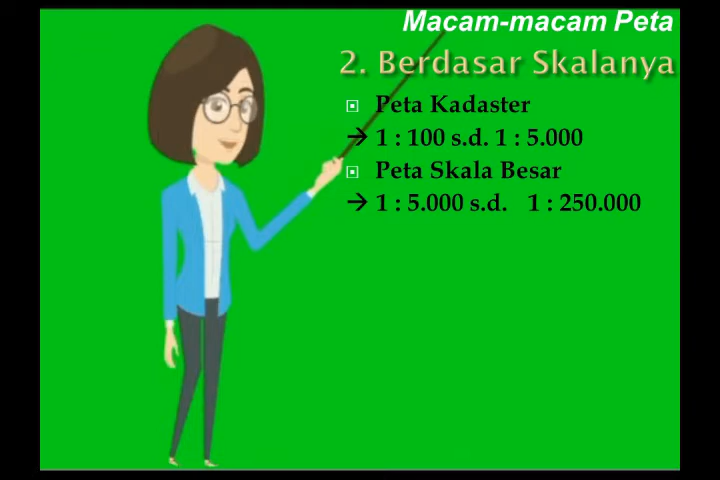 Macam-macam Peta
2. Berdasar Skalanya
Peta Kadaster
→ 1 : 100 s.d. 1 : 5.000
Peta Skala Besar
→ 1 : 5.000 s.d. 1 : 250.000